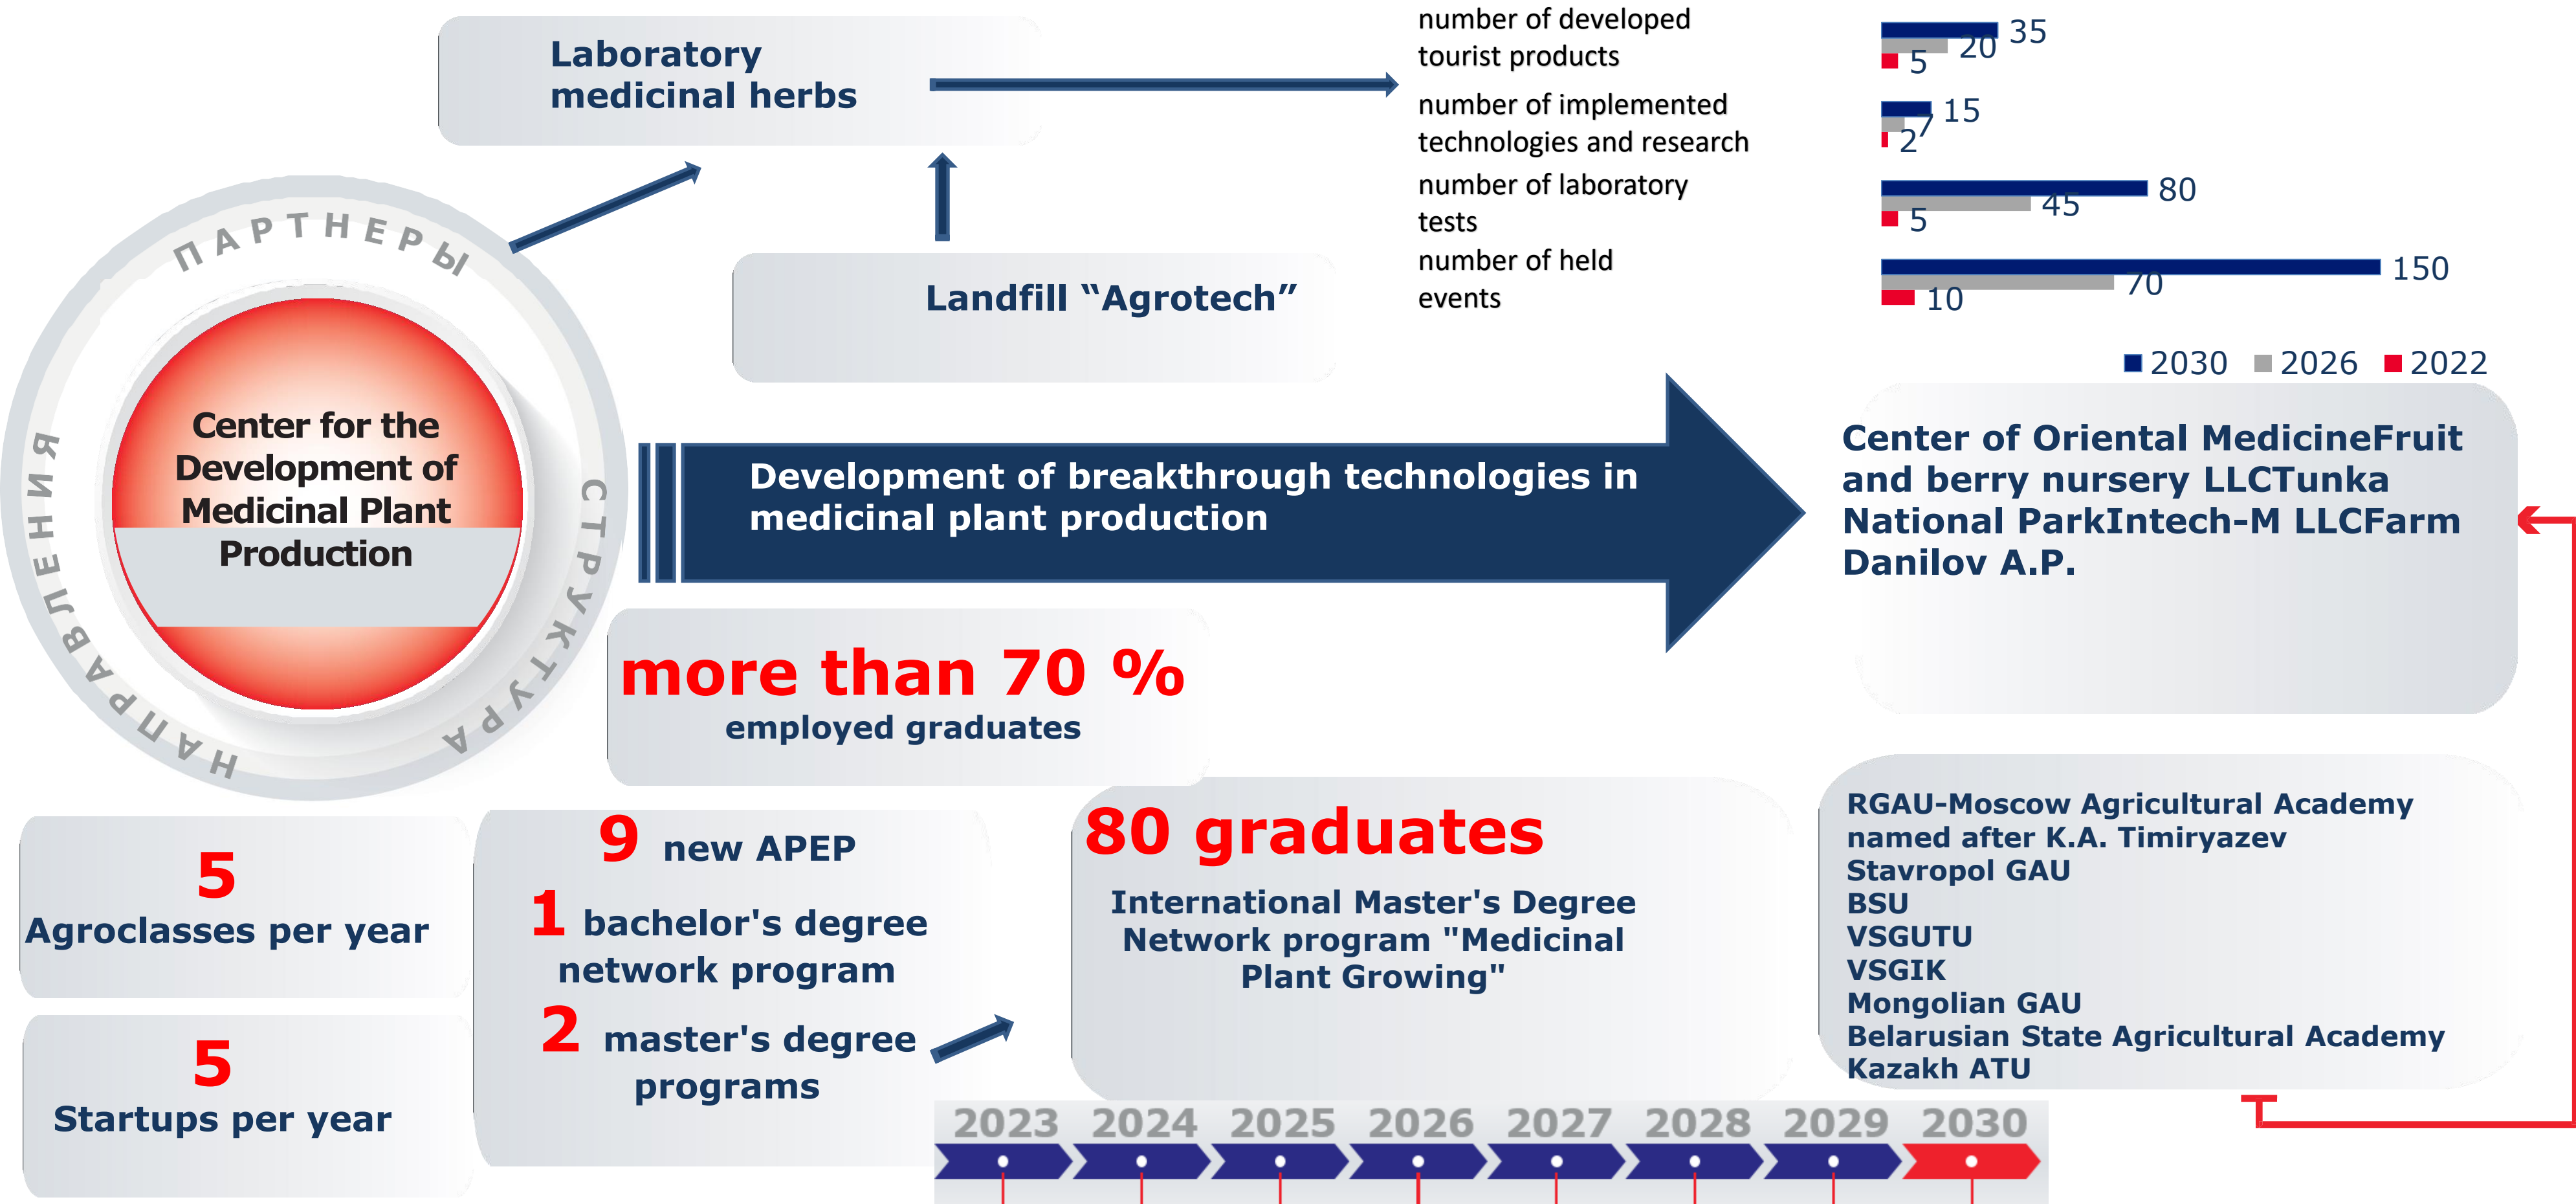 Laboratory
medicinal herbs
number of developed
tourist products
number of implemented
technologies and research
number of laboratory
tests
number of held
events
35
20
5
15
7
2
80
45
5
150
70
10
2030 2026 2022
Landfill “Agrotech”
ПАРТНЕРЫ
СТРУКТУРА
НАПРАВЛЕНИЯ
Center for the
Development of
Medicinal Plant
Production
Development of breakthrough technologies in
medicinal plant production
Center of Oriental MedicineFruit
and berry nursery LLCTunka
National ParkIntech-M LLCFarm
Danilov A.P.
more than 70 %
employed graduates
5
Agroclasses per year
5
Startups per year
9 new APEP
1 bachelor's degree
network program
2 master's degree
programs
80 graduates
International Master's Degree
Network program "Medicinal
Plant Growing"
RGAU-Moscow Agricultural Academy
named after K.A. Timiryazev
Stavropol GAU
BSU
VSGUTU
VSGIK
Mongolian GAU
Belarusian State Agricultural Academy
Kazakh ATU
2023 2024 2025 2026 2027 2028 2029 2030